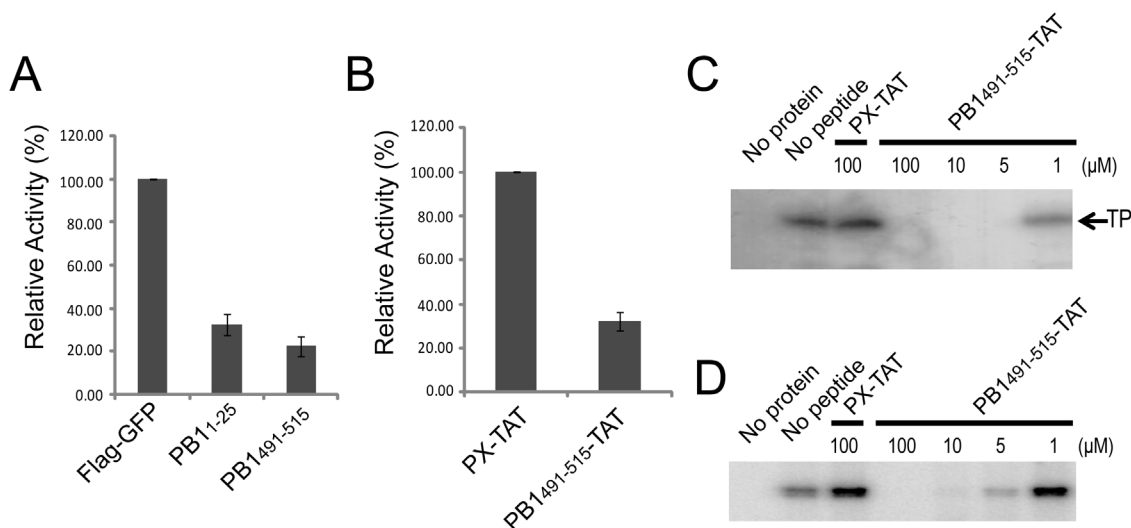 A
Relative Activity (%)
120.00
100.00
80.00
60.00
40.00
20.00
0.00
Flag-GFP
PB11-25
PB1491-515
B
Relative Activity (%)
120.00
100.00
80.00
60.00
40.00
20.00
0.00
PX-TAT
PB1491-515-TAT
C
No protein
No peptide
PX-TAT
PB1491-515-TAT
100 100 10 5 1 (µM)
TP
D
No protein
No peptide
PX-TAT
PB1491-515-TAT
100 100 10 5 1 (µM)